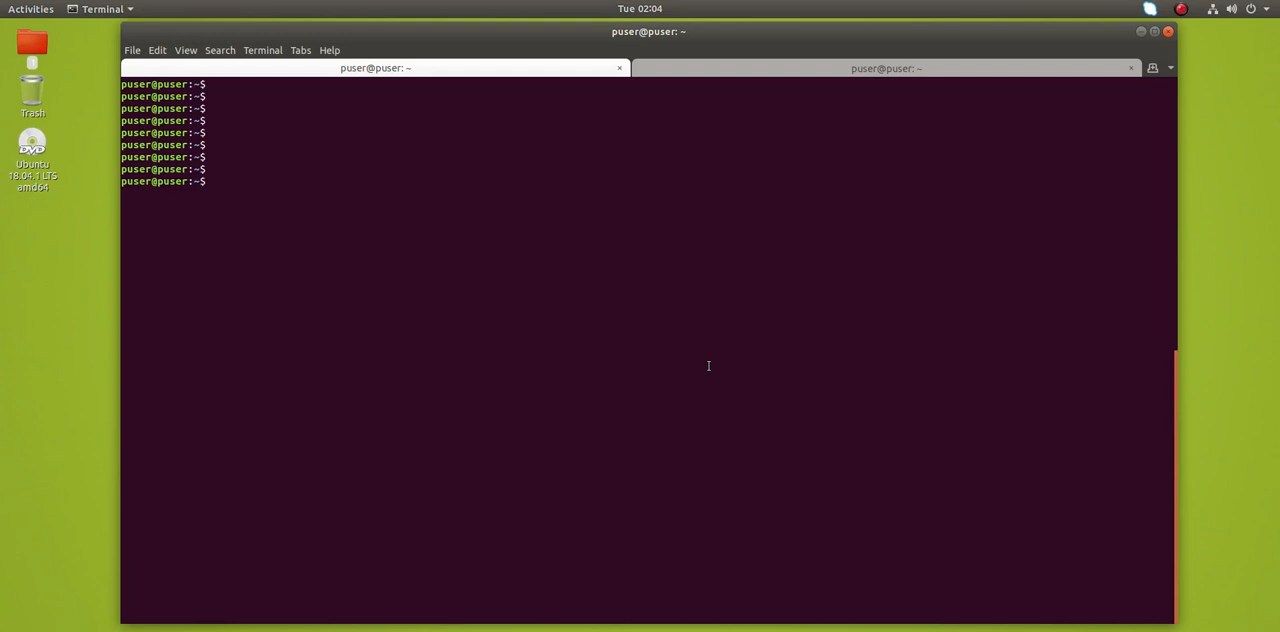 Activities Terminal Tue 02:04
puser@puser: ~
File Edit View Search Terminal Tabs Help
puser@puser: ~ × puser@puser: ~ ×
puser@puser:~$
puser@puser:~$
puser@puser:~$
puser@puser:~$
puser@puser:~$
puser@puser:~$
puser@puser:~$
puser@puser:~$
puser@puser:~$
1
Trash
DVD
Ubuntu
18.04.1 LTS
amd64